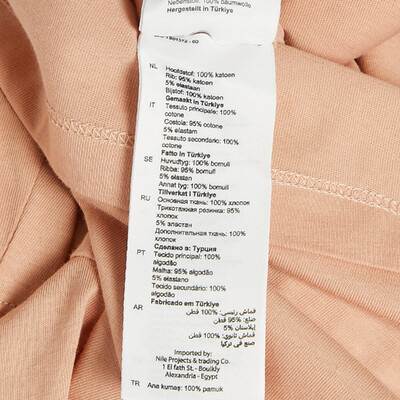 Nebenstoff: 100% baumwolle
Hergestellt in Türkiye
NL
Hoofdstof: 100% katoen
Rib: 95% katoen
5% elastaan
Bijstof: 100% katoen
Gemaakt in Türkiye
IT
Tessuto principale: 100%
cotone
Costola: 95% cotone
5% elastam
Tessuto secondario: 100%
cotone
Fatto in Türkiye
SE
Huvudtyg: 100% bomull
Ribba: 95% bomull
5% elastan
Annat tyg: 100% bomull
Tillverkat i Türkiye
RU
Основная ткань: 100% хлопок
Трикотажная резинка: 95%
хлопок
5% эластан
Дополнительная ткань: 100%
хлопок
Сделано в: Турция
PT
Tecido principal: 100%
algodão
Malha: 95% algodão
5% elastano
Tecido secundário: 100%
algodão
Fabricado em Türkiye
AR
قماش رئيسي: 100% قطن
ضلع: 95% قطن
5% إيلاستان
قماش ثانوي: 100% قطن
صنع في تركيا
Imported by:
Nile Projects & trading Co.
1 El fath St. - Boulkly
Alexandria - Egypt
TR
Ana kumaş: 100% pamuk